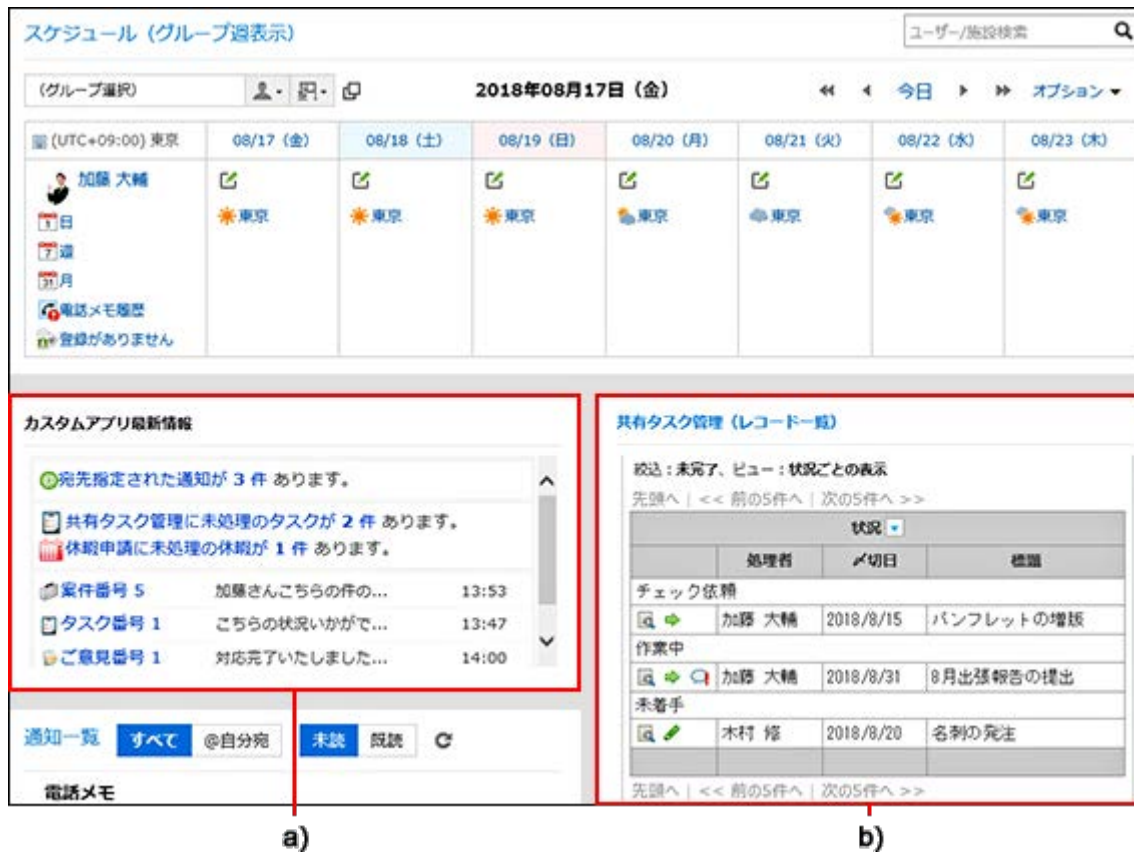 スケジュール（グループ週表示）
ユーザー/施設検索
（グループ選択）
2018年08月17日（金）
今日
オプション
(UTC+09:00) 東京
08/17（金）
08/18（土）
08/19（日）
08/20（月）
08/21（火）
08/22（水）
08/23（木）
加藤 大輔
東京
東京
東京
東京
東京
東京
東京
1 日
7 週
31 月
電話メモ履歴
登録がありません
カスタムアプリ最新情報
宛先指定された通知が 3 件 あります。
共有タスク管理に未処理のタスクが 2 件 あります。
休暇申請に未処理の休暇が 1 件 あります。
案件番号 5 加藤さんこちらの件の... 13:53
タスク番号 1 こちらの状況いかがで... 13:47
ご意見番号 1 対応完了いたしました... 14:00
通知一覧 すべて @自分宛 未読 既読
電話メモ
共有タスク管理（レコード一覧）
絞込：未完了、ビュー：状況ごとの表示
先頭へ | << 前の5件へ | 次の5件へ >>
状況
処理者 〆切日 標題
チェック依頼
加藤 大輔 2018/8/15 パンフレットの増版
作業中
加藤 大輔 2018/8/31 8月出張報告の提出
未着手
木村 修 2018/8/20 名刺の発注
先頭へ | << 前の5件へ | 次の5件へ >>
a)
b)